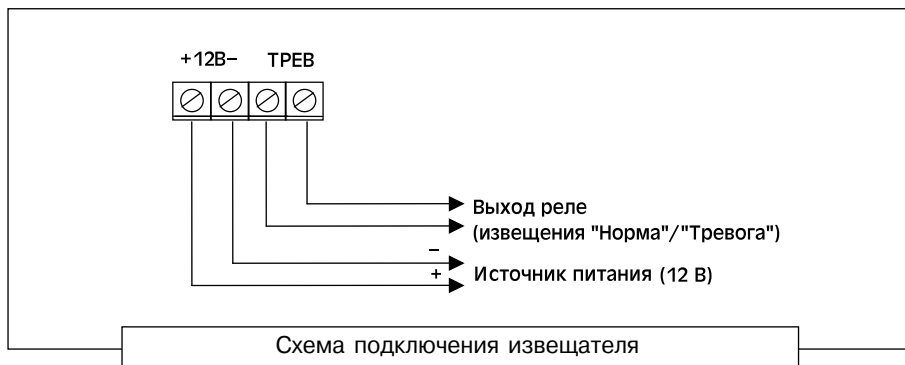 +12В– ТРЕВ
Выход реле
(извещения "Норма"/"Тревога")
–
+ Источник питания (12 В)
Схема подключения извещателя